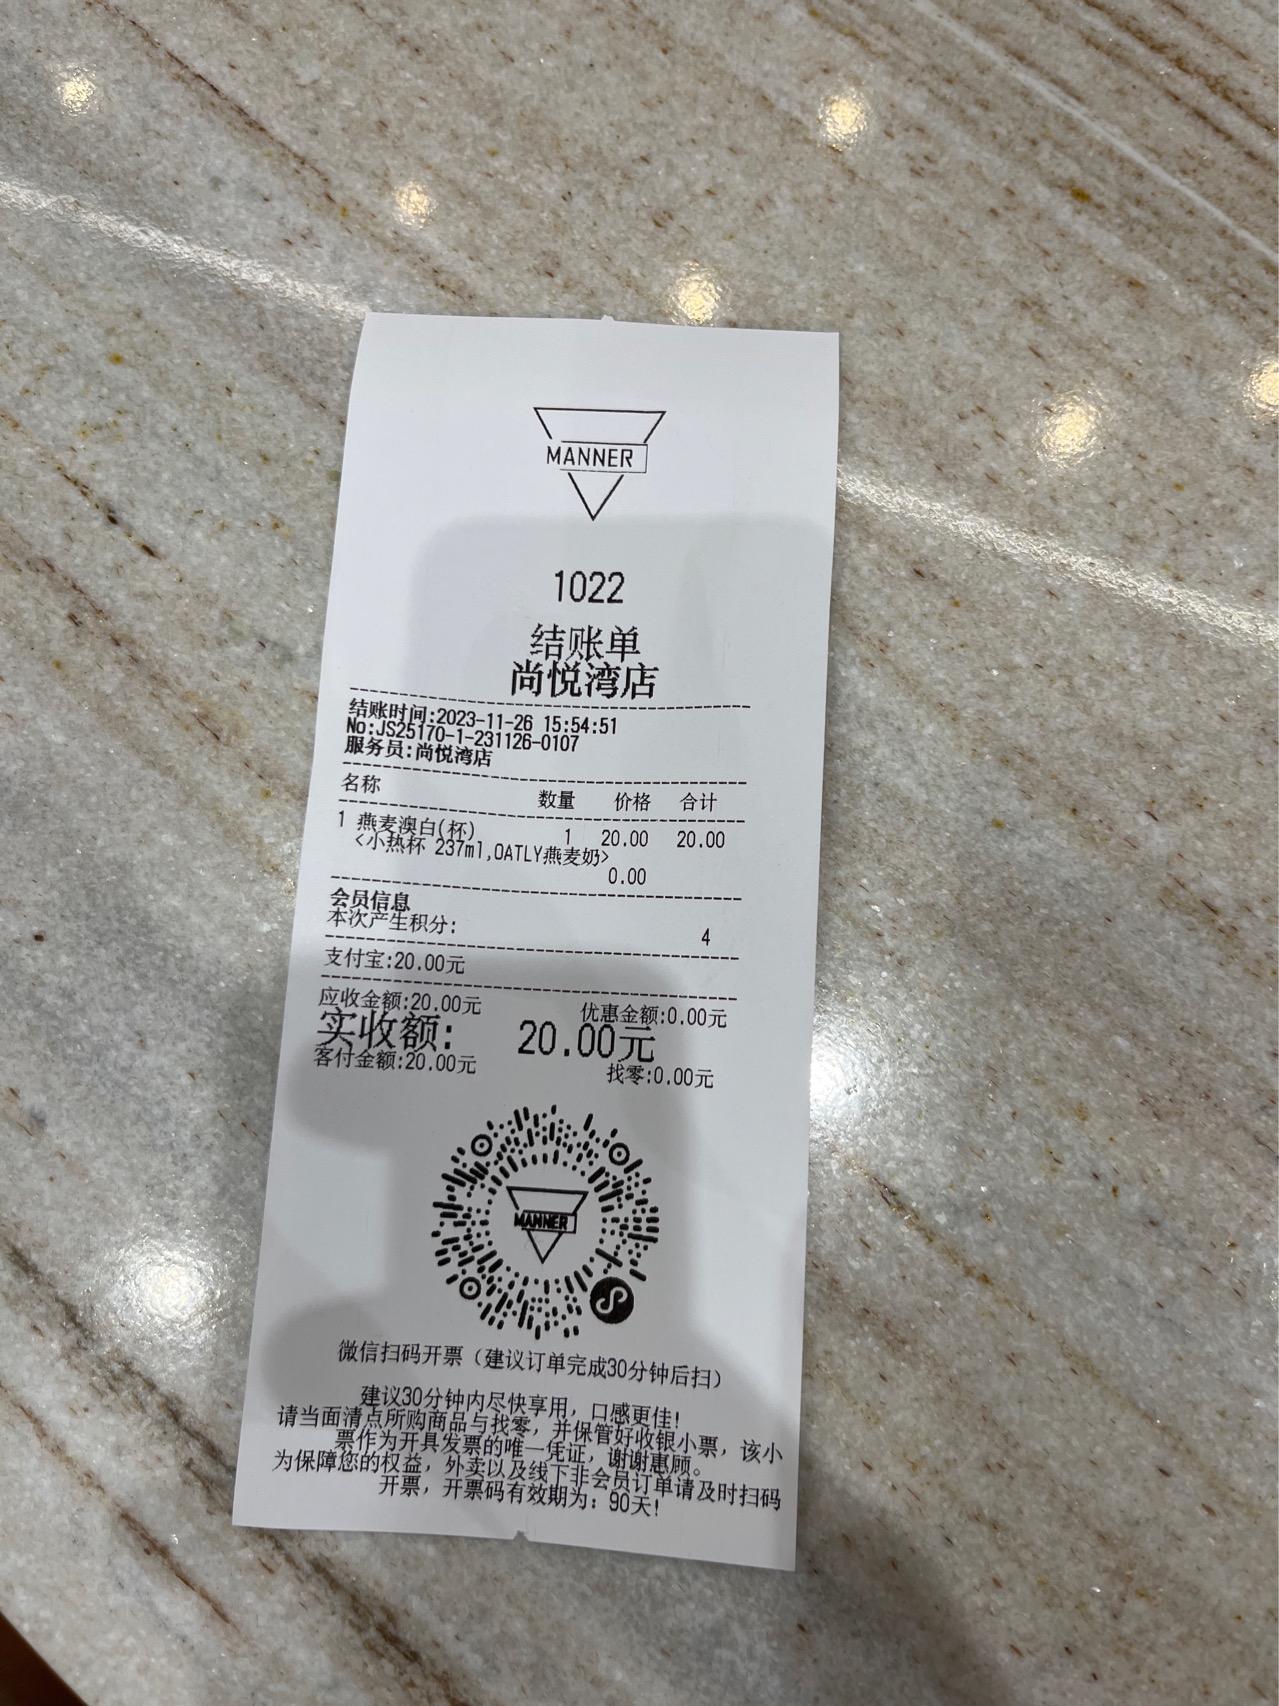 MANNER
1022
结账单
尚悦湾店
结账时间:2023-11-26 15:54:51
No:JS25170-1-231126-0107
服务员:尚悦湾店
名称 数量 价格 合计
1 燕麦澳白(杯) 1 20.00 20.00
<小热杯 237ml,OATLY燕麦奶>
0.00
会员信息
本次产生积分: 4
支付宝:20.00元
应收金额:20.00元 优惠金额:0.00元
实收额: 20.00元
客付金额:20.00元 找零:0.00元
MANNER
微信扫码开票（建议订单完成30分钟后扫）
建议30分钟内尽快享用，口感更佳!
请当面清点所购商品与找零，并保管好收银小票，该小
票作为开具发票的唯一凭证，谢谢惠顾。
为保障您的权益，外卖以及线下非会员订单请及时扫码
开票，开票码有效期为：90天!